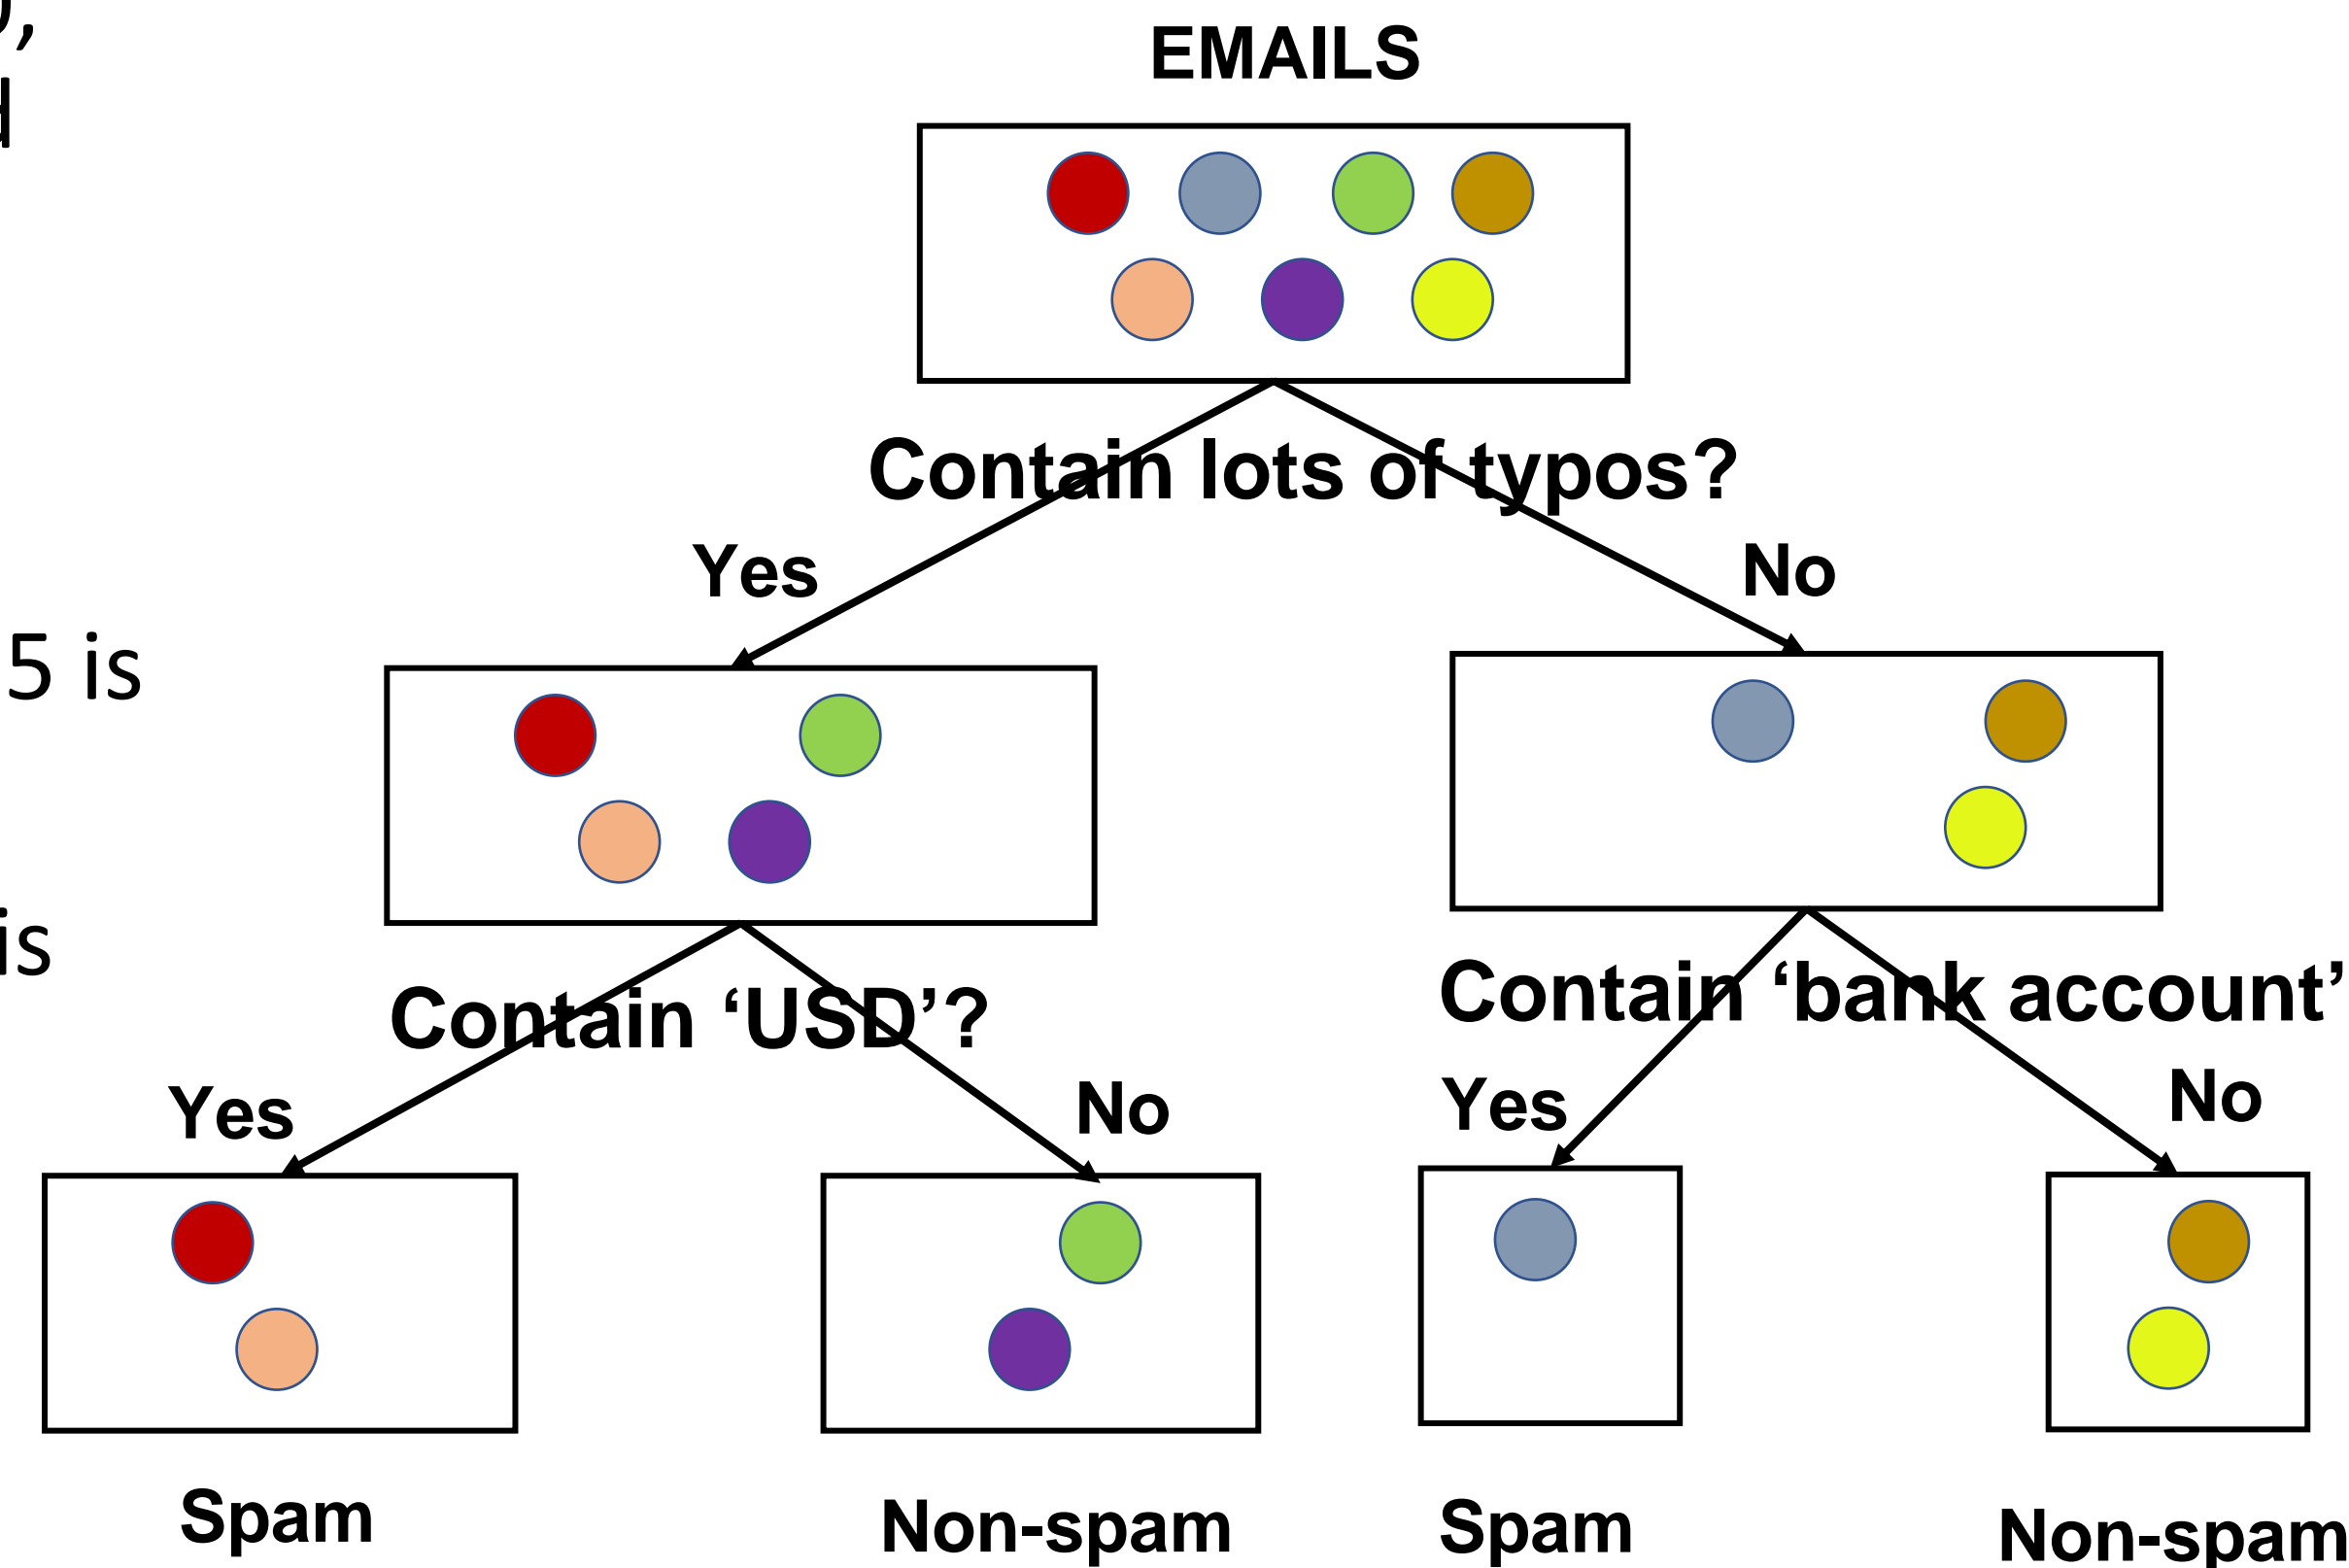 EMAILS
Contain lots of typos?
Yes
No
5 is
is
Contain ‘USD’?
Contain ‘bank account’
Yes
No
Yes
No
Spam
Non-spam
Spam
Non-spam